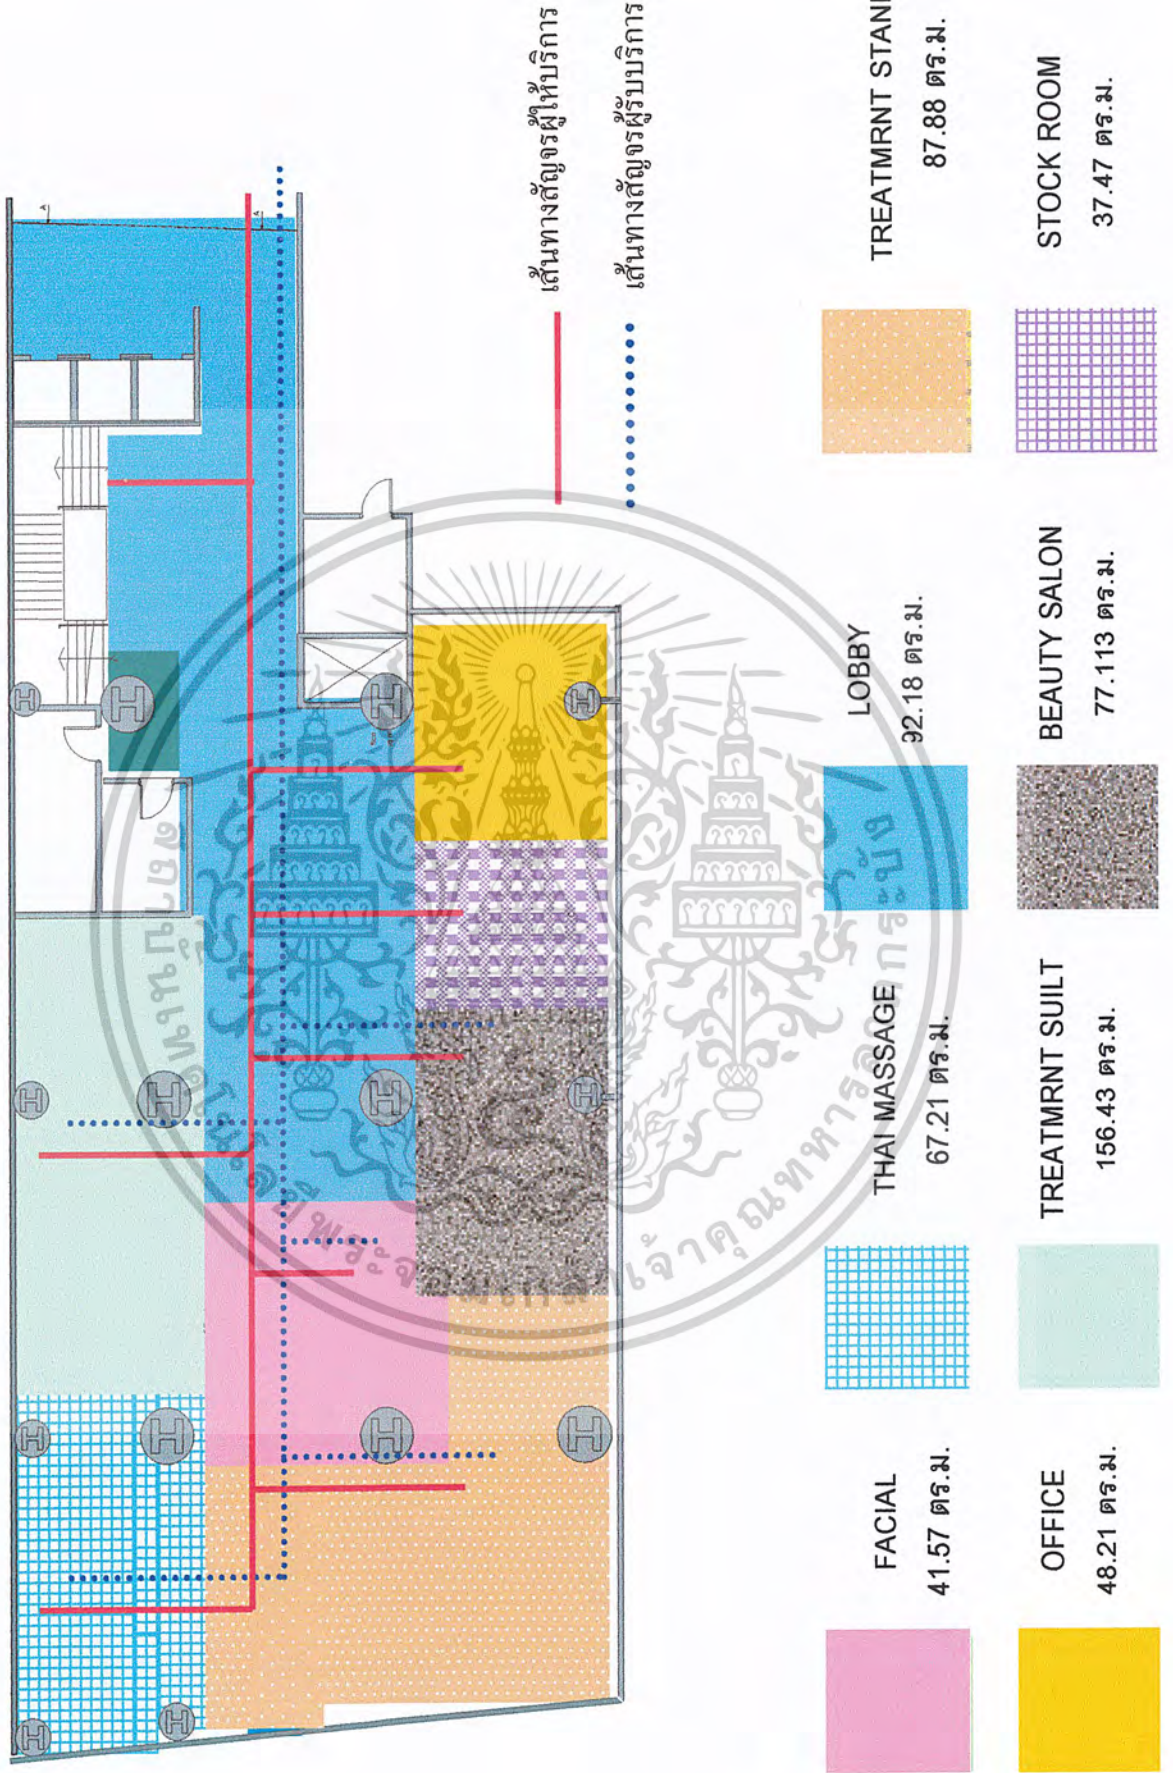 เส้นทางสัญจรผู้ให้บริการ
เส้นทางสัญจรผู้รับบริการ
FACIAL
41.57 ตร.ม.
THAI MASSAGE
67.21 ตร.ม.
LOBBY
92.18 ตร.ม.
TREATMRNT STAN
87.88 ตร.ม.
OFFICE
48.21 ตร.ม.
TREATMRNT SUILT
156.43 ตร.ม.
BEAUTY SALON
77.113 ตร.ม.
STOCK ROOM
37.47 ตร.ม.
A
A
H
H
H
H
H
H
H
H
H
H
H
H
H
H